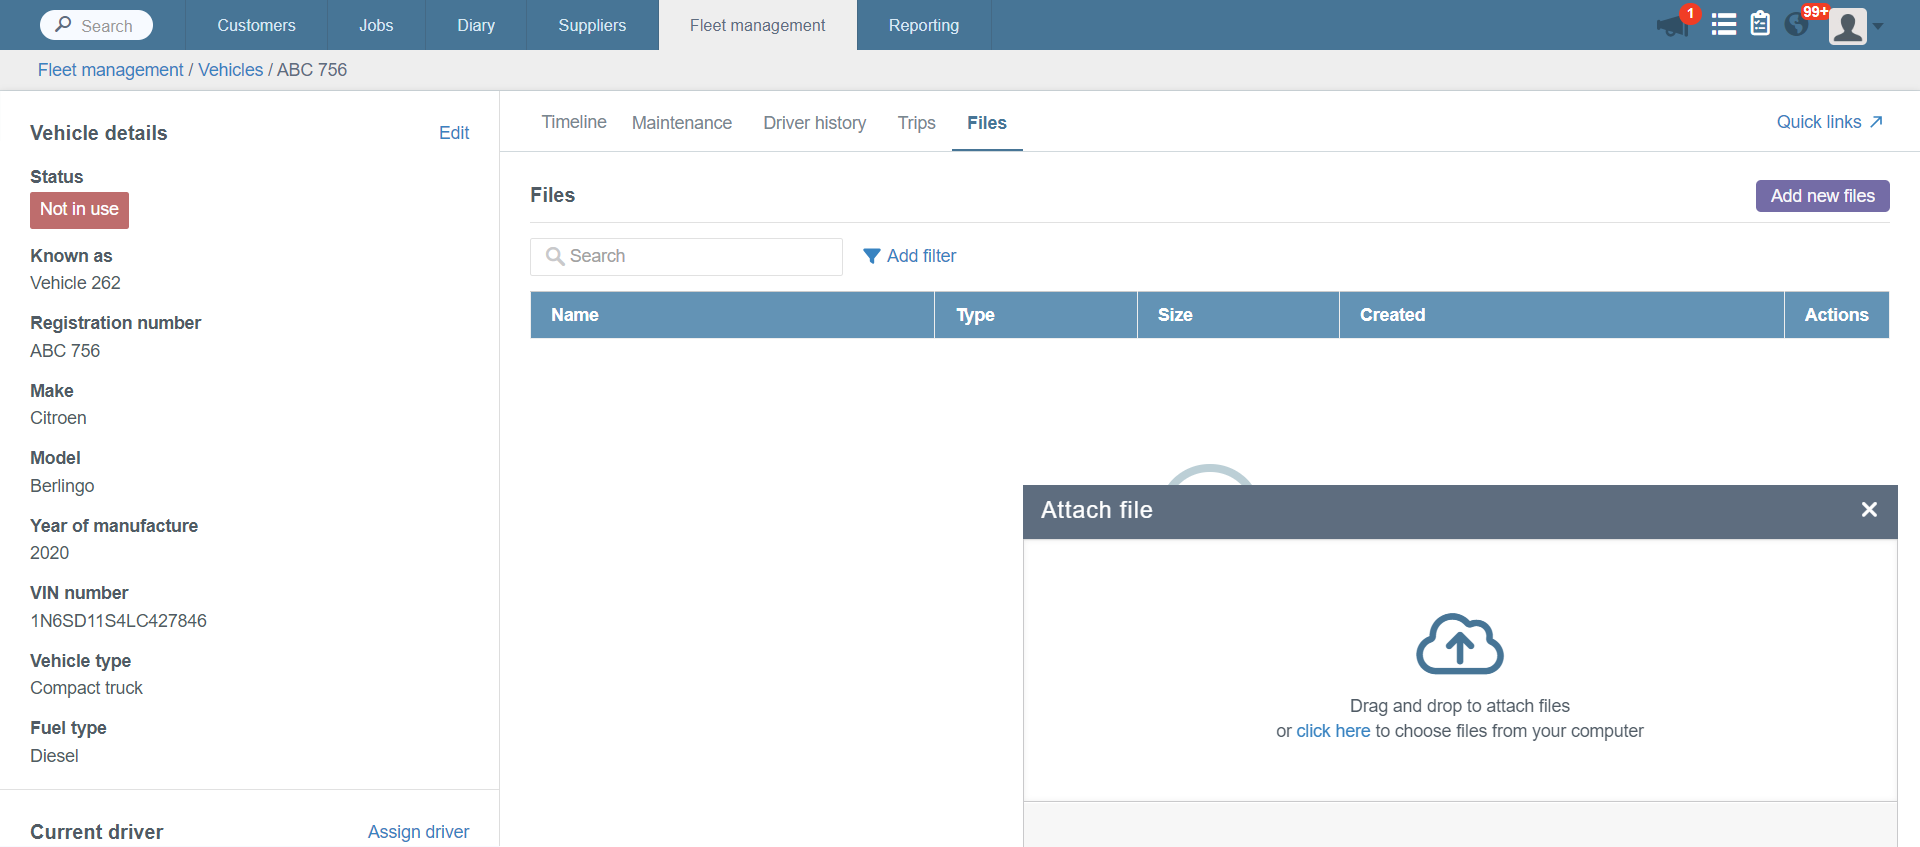 Search
Customers
Jobs
Diary
Suppliers
Fleet management
Reporting
1
99+
Fleet management / Vehicles / ABC 756
Vehicle details
Edit
Status
Not in use
Known as
Vehicle 262
Registration number
ABC 756
Make
Citroen
Model
Berlingo
Year of manufacture
2020
VIN number
1N6SD11S4LC427846
Vehicle type
Compact truck
Fuel type
Diesel
Current driver
Assign driver
Timeline
Maintenance
Driver history
Trips
Files
Quick links
Files
Add new files
Search
Add filter
Name
Type
Size
Created
Actions
Attach file
Drag and drop to attach files
or click here to choose files from your computer